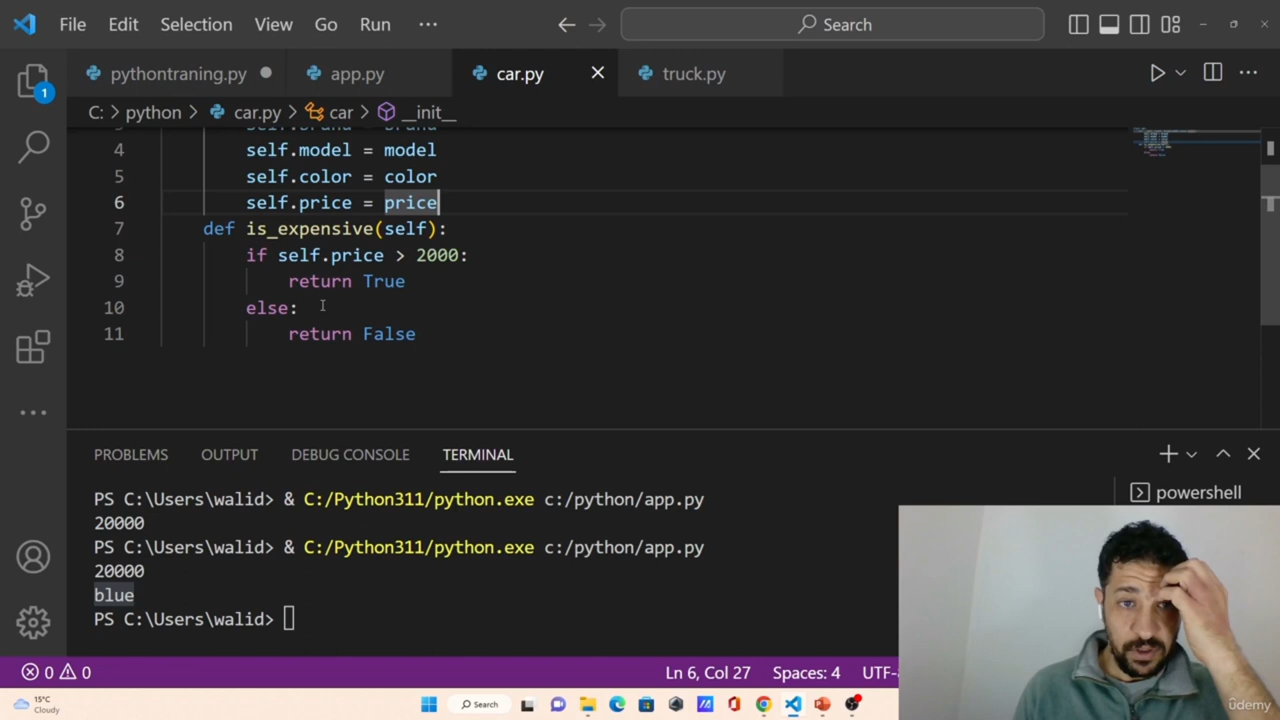 File Edit Selection View Go Run ··· Search
pythontraning.py app.py car.py truck.py
C: > python > car.py > car > __init__
4 self.model = model
5 self.color = color
6 self.price = price
7 def is_expensive(self):
8 if self.price > 2000:
9 return True
10 else:
11 return False
PROBLEMS OUTPUT DEBUG CONSOLE TERMINAL
PS C:\Users\walid> & C:/Python311/python.exe c:/python/app.py
powershell
20000
PS C:\Users\walid> & C:/Python311/python.exe c:/python/app.py
20000
blue
PS C:\Users\walid>
1
0 0 Ln 6, Col 27 Spaces: 4 UTF-
15°C
Cloudy
Search
ûdemy